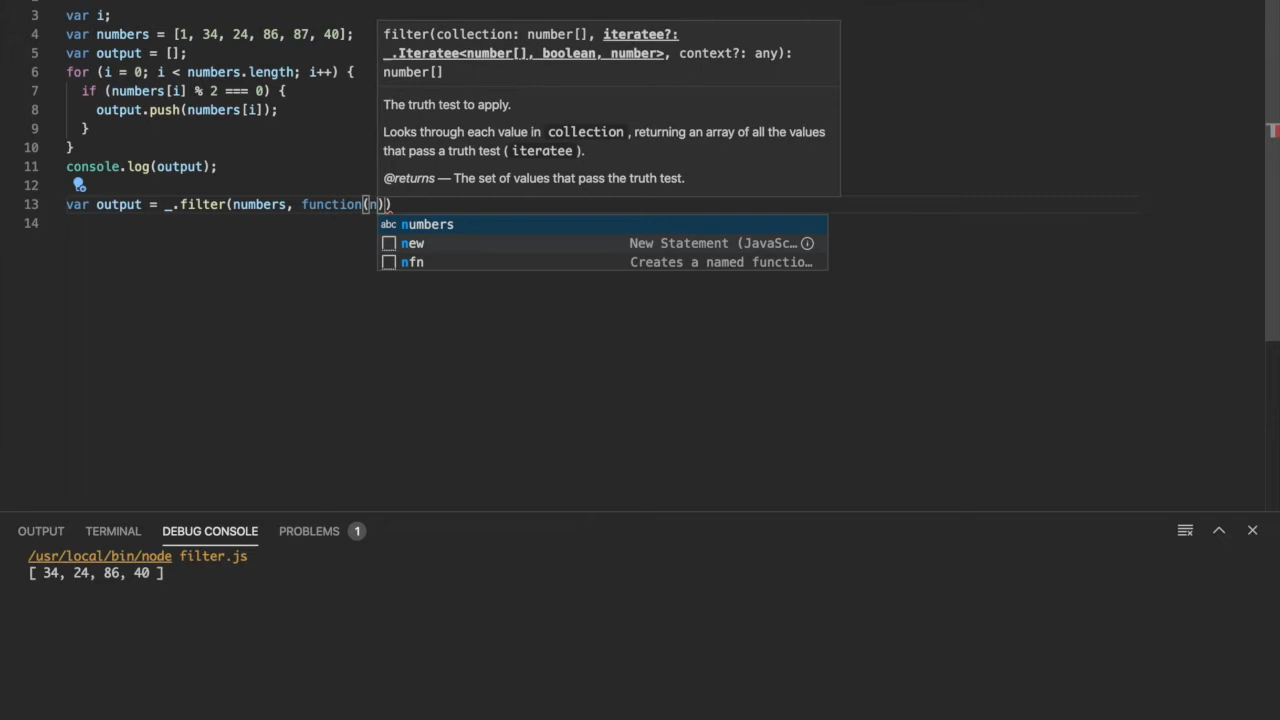 3 var i;
4 var numbers = [1, 34, 24, 86, 87, 40];
5 var output = [];
6 for (i = 0; i < numbers.length; i++) {
7 if (numbers[i] % 2 === 0) {
8 output.push(numbers[i]);
9 }
10 }
11 console.log(output);
12
13 var output = _.filter(numbers, function(n))
14
filter(collection: number[], iteratee?:
_.Iteratee<number[], boolean, number>, context?: any):
number[]
The truth test to apply.
Looks through each value in collection, returning an array of all the values
that pass a truth test (iteratee).
@returns — The set of values that pass the truth test.
abc numbers
new New Statement (JavaSc…
nfn Creates a named functio…
OUTPUT TERMINAL DEBUG CONSOLE PROBLEMS 1
/usr/local/bin/node filter.js
[ 34, 24, 86, 40 ]